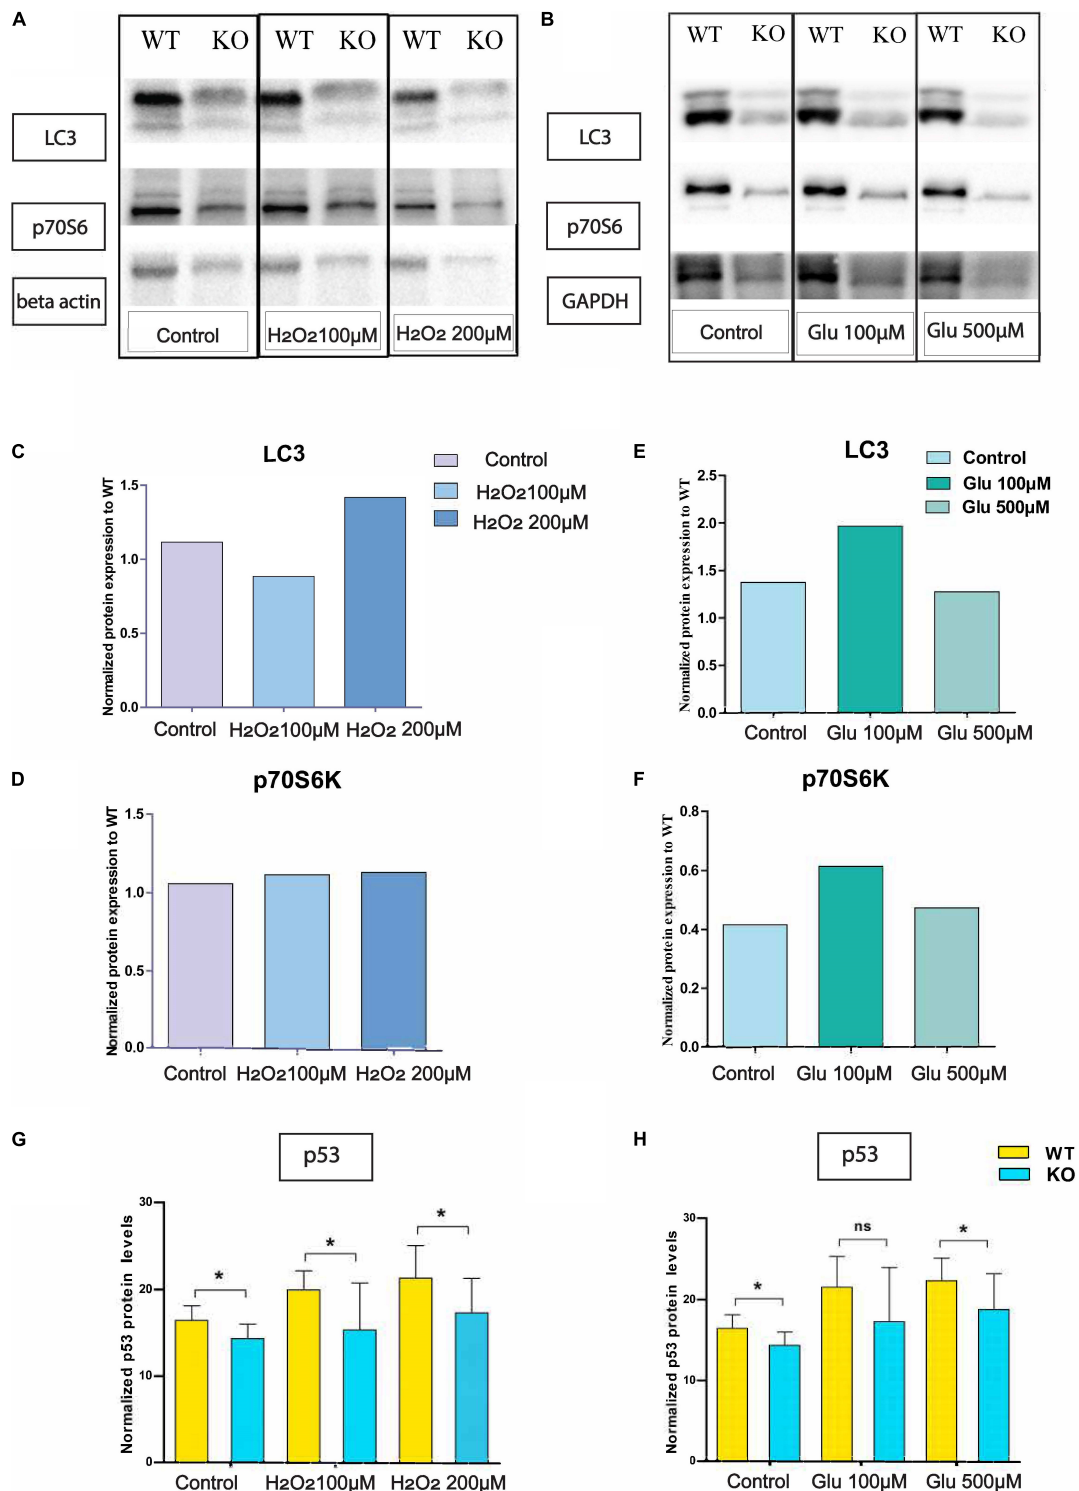 A
WT KO WT KO WT KO
LC3
p70S6
beta actin
Control H2O2100µM H2O2 200µM
B
WT KO WT KO WT KO
LC3
p70S6
GAPDH
Control Glu 100µM Glu 500µM
C
LC3
Control
H2O2100µM
H2O2 200µM
Normalized protein expression to WT
1.5
1.0
0.5
0.0
Control H2O2100µM H2O2 200µM
E
LC3
Control
Glu 100µM
Glu 500µM
Normalized protein expression to WT
2.5
2.0
1.5
1.0
0.5
0.0
Control Glu 100µM Glu 500µM
D
p70S6K
Normalized protein expression to WT
1.5
1.0
0.5
0.0
Control H2O2100µM H2O2 200µM
F
p70S6K
Normalized protein expression to WT
0.8
0.6
0.4
0.2
0.0
Control Glu 100µM Glu 500µM
G
p53
Normalized p53 protein levels
30
20
10
0
* * *
Control H2O2100µM H2O2 200µM
H
p53
WT
KO
Normalized p53 protein levels
30
20
10
0
* ns *
Control Glu 100µM Glu 500µM